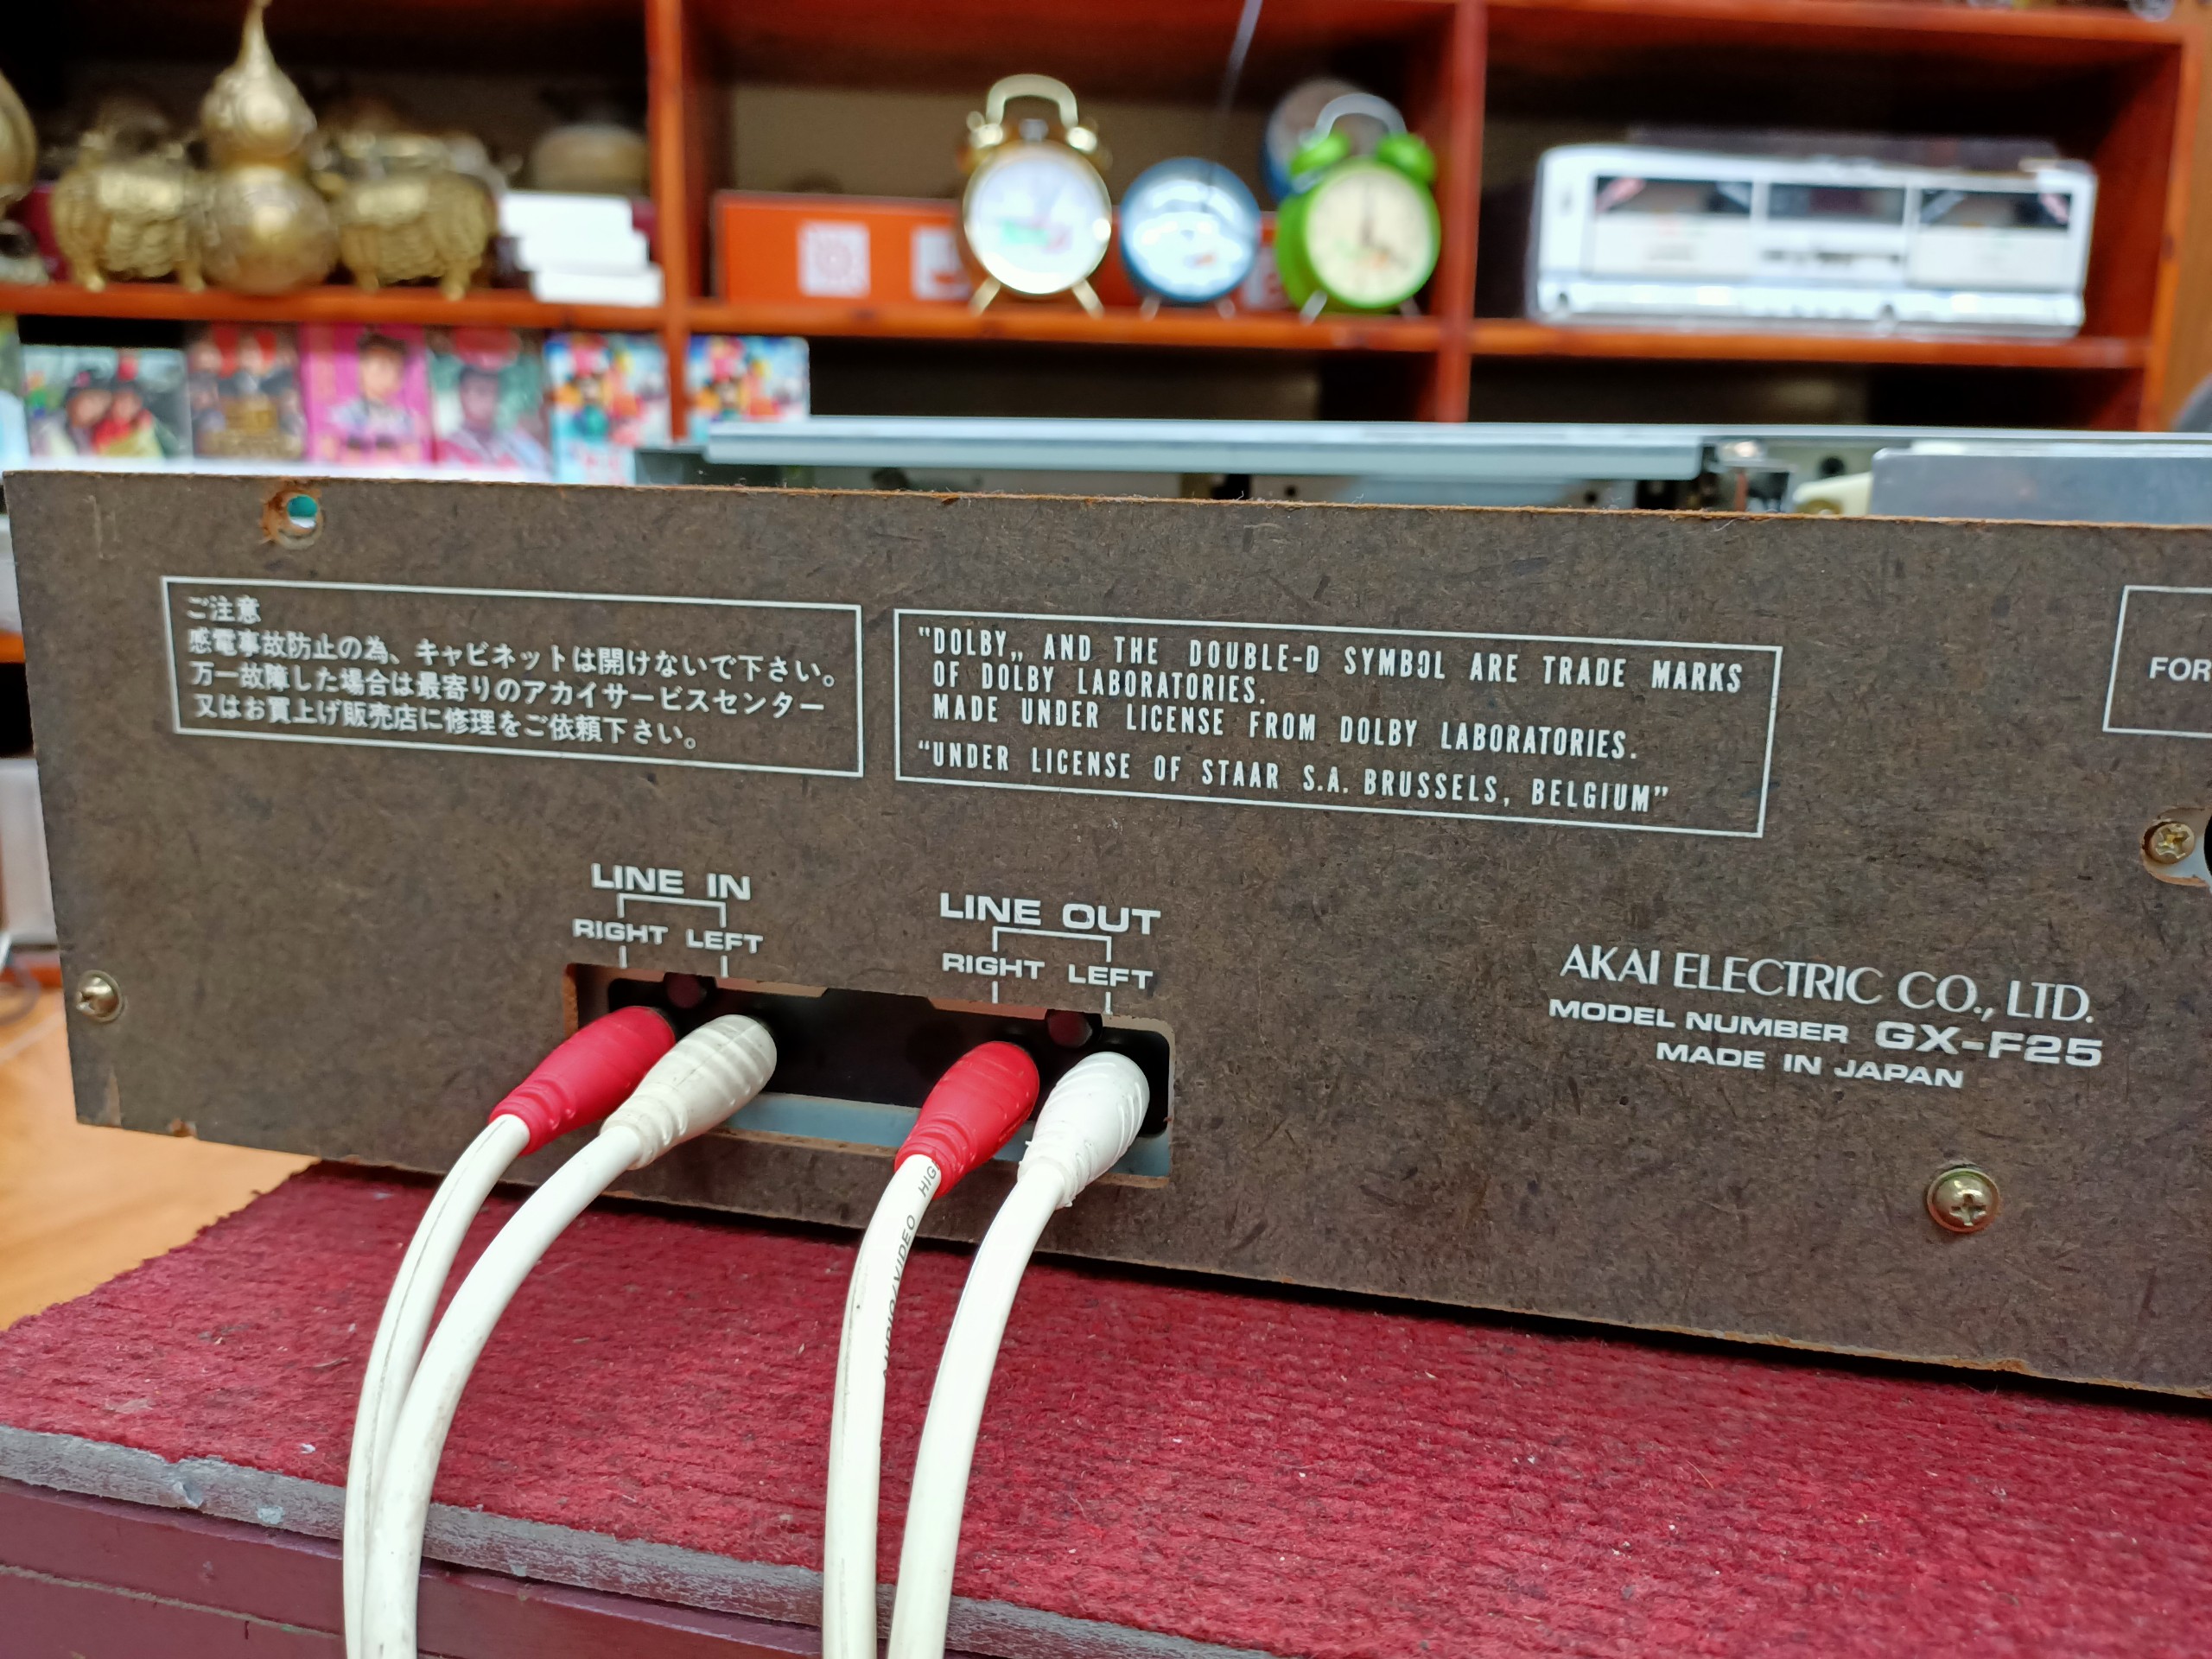 ご注意
感電事故防止の為、キャビネットは開けないで下さい。
万一故障した場合は最寄りのアカイサービスセンター
又はお買上げ販売店に修理をご依頼下さい。
"DOLBY„ AND THE DOUBLE-D SYMBOL ARE TRADE MARKS
OF DOLBY LABORATORIES.
MADE UNDER LICENSE FROM DOLBY LABORATORIES.
“UNDER LICENSE OF STAAR S.A. BRUSSELS, BELGIUM”
FOR
LINE IN
RIGHT LEFT
LINE OUT
RIGHT LEFT
AKAI ELECTRIC CO., LTD.
MODEL NUMBER GX-F25
MADE IN JAPAN
AUDIO/VIDEO HIG